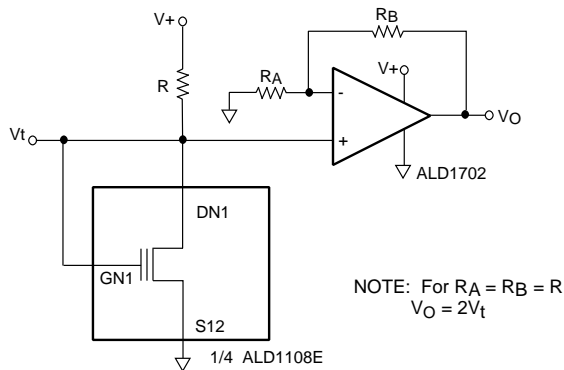 V+
R
RA
RB
V+
-
+
Vt
VO
ALD1702
DN1
GN1
S12
1/4 ALD1108E
NOTE: For RA = RB = R
VO = 2Vt